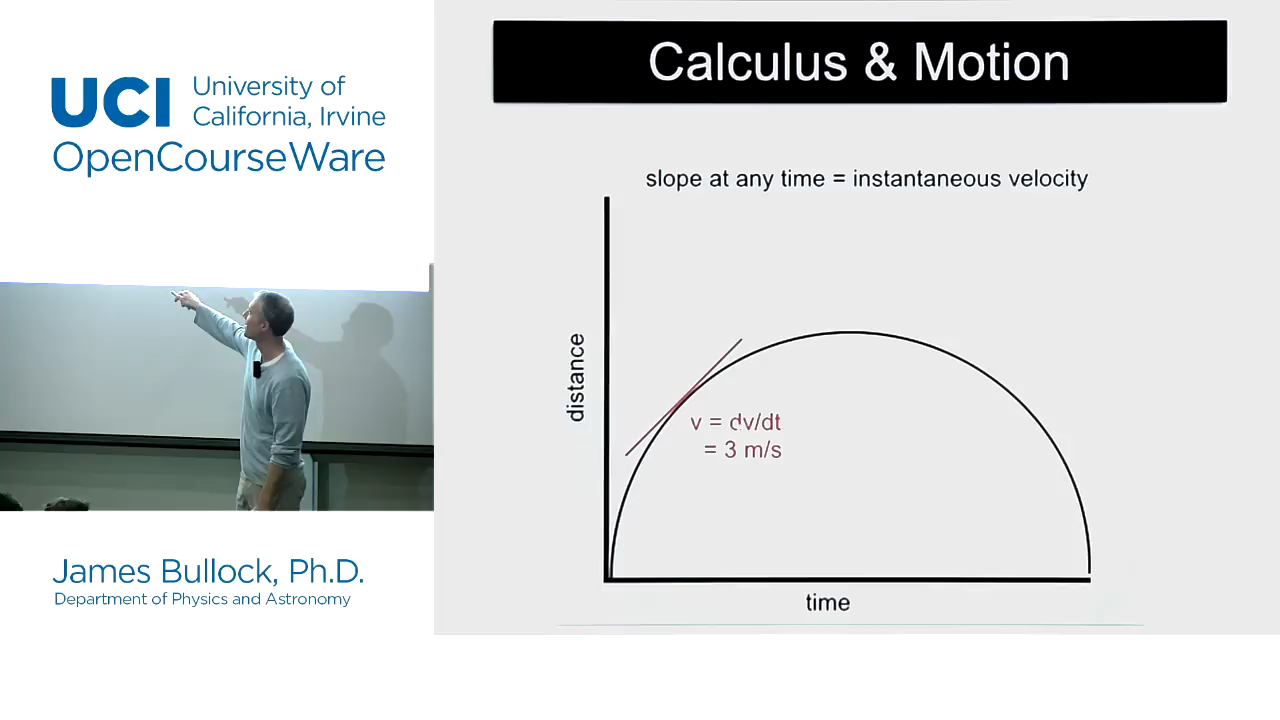 UCI University of
California, Irvine
OpenCourseWare
James Bullock, Ph.D.
Department of Physics and Astronomy
Calculus & Motion
slope at any time = instantaneous velocity
distance
v = dv/dt
= 3 m/s
time